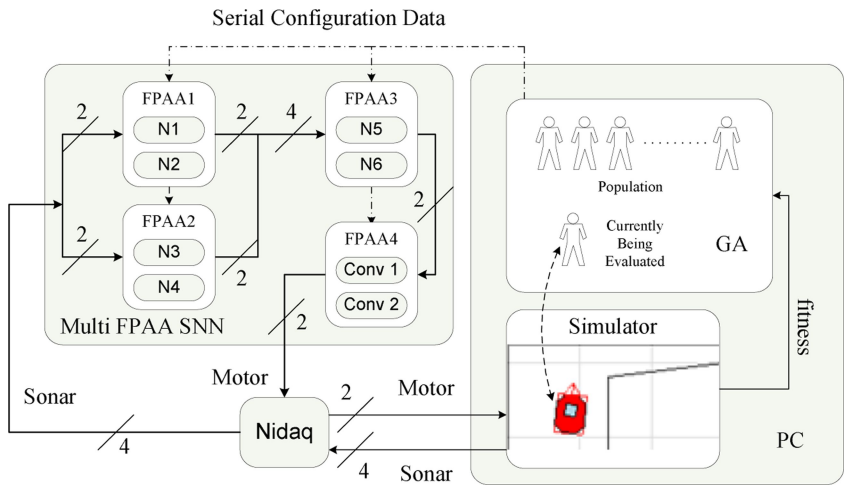 Serial Configuration Data
FPAA1
N1
N2
FPAA2
N3
N4
FPAA3
N5
N6
FPAA4
Conv 1
Conv 2
2
2
2
2
4
2
2
Multi FPAA SNN
Population
Currently
Being
Evaluated
GA
Simulator
fitness
PC
Motor
Sonar
4
Nidaq
2
Motor
4
Sonar